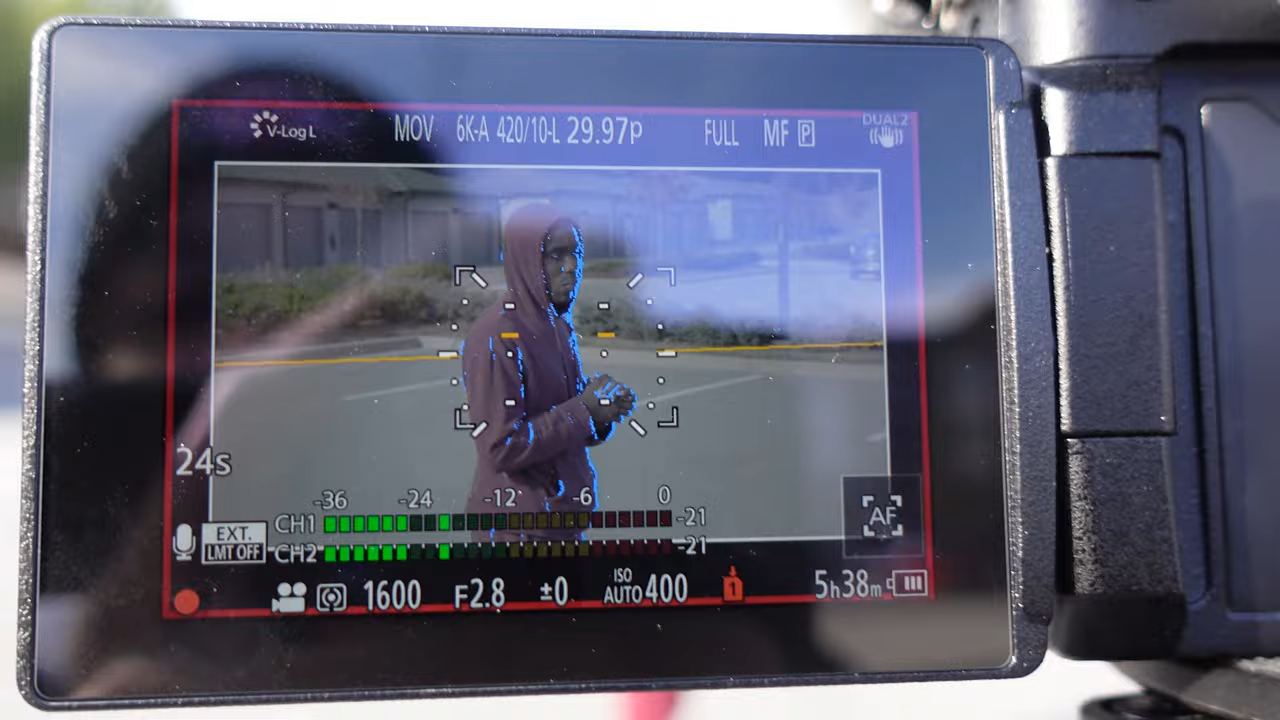 V-Log L MOV 6K-A 420/10-L 29.97p FULL MF P DUAL2
24s
-36 -24 -12 -6 0
EXT. CH1 -21
LMT OFF CH2 -21
AF
1600 F2.8 ±0 ISO AUTO 400 1 5h38m